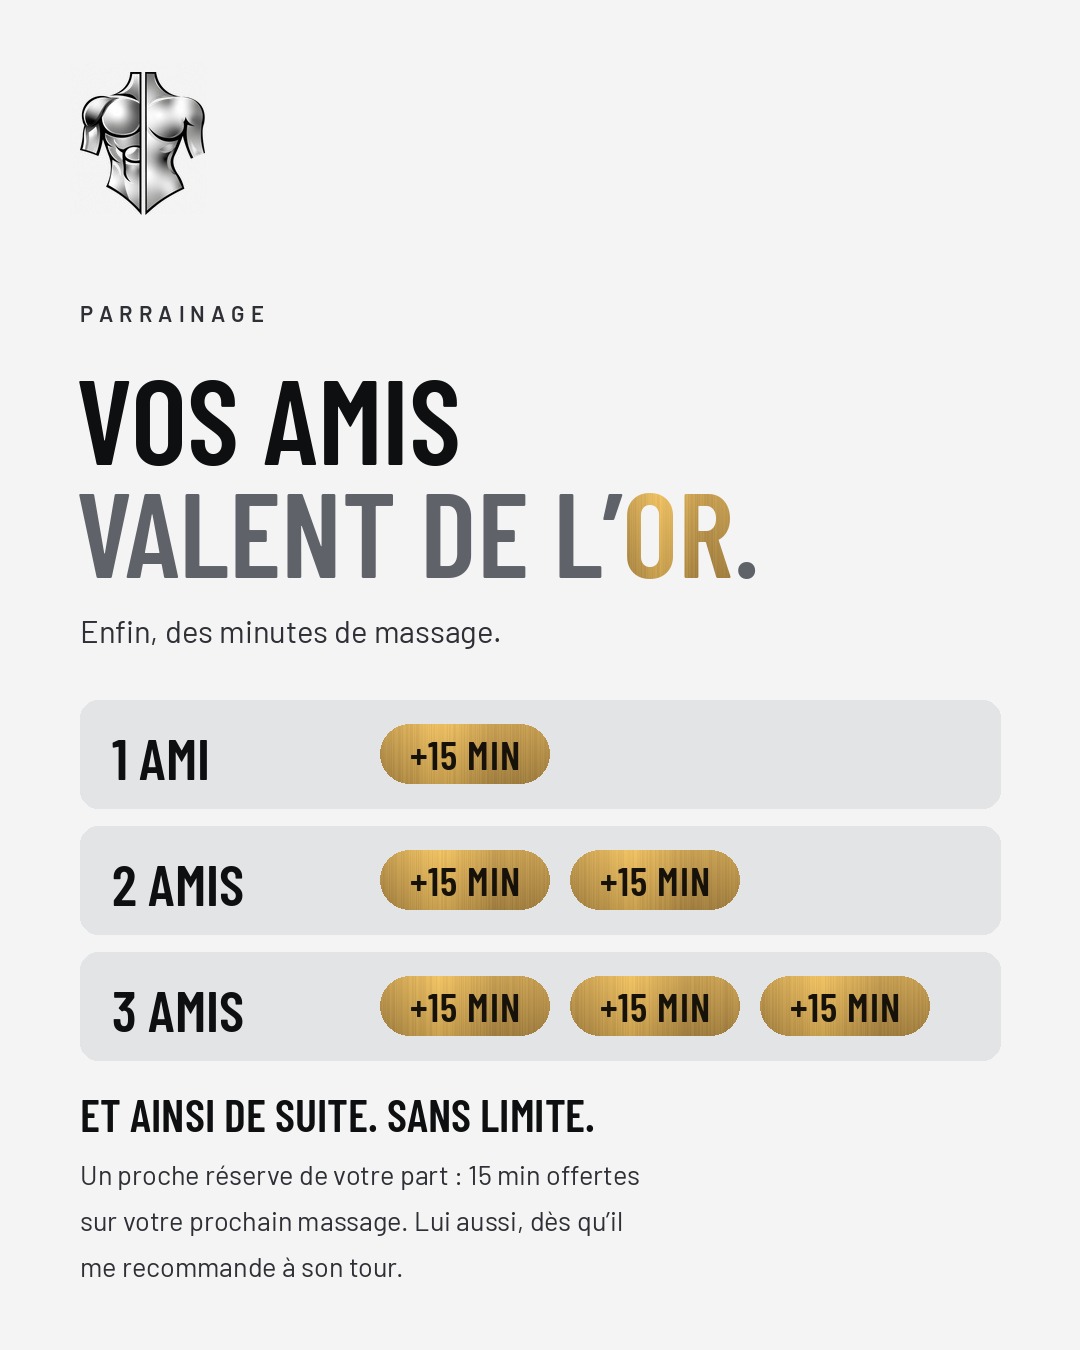 PARRAINAGE
VOS AMIS
VALENT DE L’OR.
Enfin, des minutes de massage.
1 AMI +15 MIN
2 AMIS +15 MIN +15 MIN
3 AMIS +15 MIN +15 MIN +15 MIN
ET AINSI DE SUITE. SANS LIMITE.
Un proche réserve de votre part : 15 min offertes
sur votre prochain massage. Lui aussi, dès qu’il
me recommande à son tour.